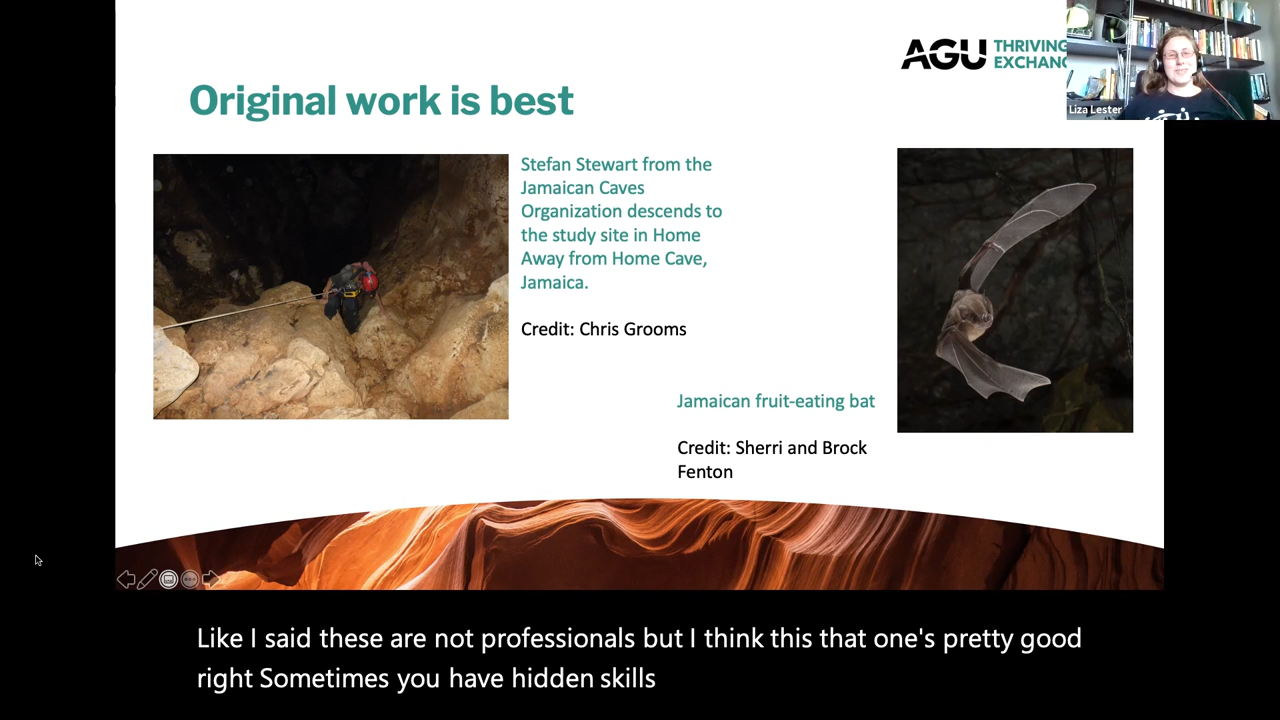 AGU THRIVING
EXCHANG
Liza Lester
Original work is best
Stefan Stewart from the
Jamaican Caves
Organization descends to
the study site in Home
Away from Home Cave,
Jamaica.
Credit: Chris Grooms
Jamaican fruit-eating bat
Credit: Sherri and Brock
Fenton
Like I said these are not professionals but I think this that one's pretty good
right Sometimes you have hidden skills